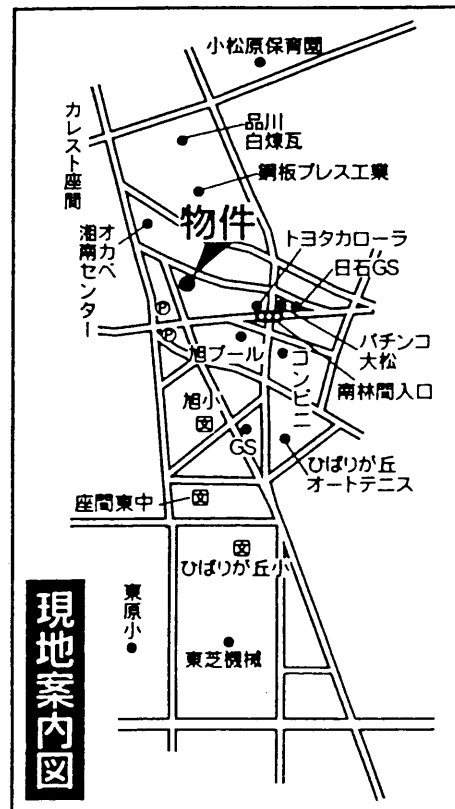 小松原保育園
カレスト座間
品川
白煉瓦
鋼板プレス工業
物件
オカベ
湘南センター
トヨタカローラ
日石GS
P
P
パチンコ
大松
旭プール
コンビニ
南林間入口
旭小
文
GS
ひばりが丘
オートテニス
座間東中
文
文
ひばりが丘小
東原小
東芝機械
現地案内図